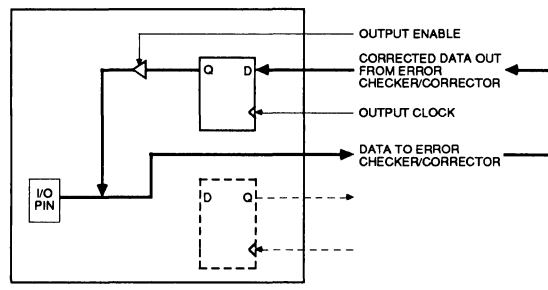 OUTPUT ENABLE
Q D
CORRECTED DATA OUT
FROM ERROR
CHECKER/CORRECTOR
OUTPUT CLOCK
DATA TO ERROR
CHECKER/CORRECTOR
I/O
PIN
D Q